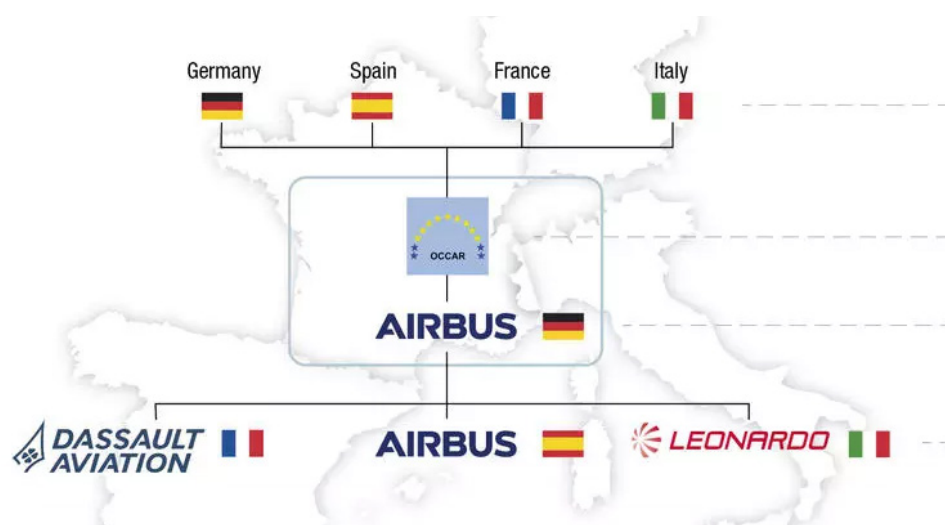 Germany
Spain
France
Italy
OCCAR
AIRBUS
DASSAULT
AVIATION
AIRBUS
LEONARDO